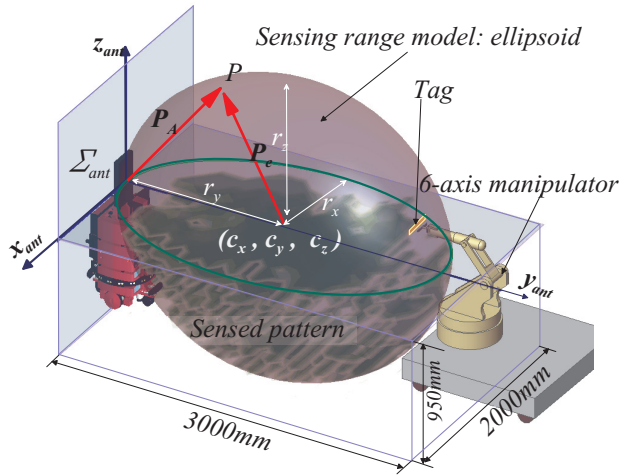 z_ant
Sensing range model: ellipsoid
P
Tag
P_A
r_z
P_e
Σ_ant
6-axis manipulator
r_y
r_x
x_ant
(c_x, c_y, c_z)
y_ant
Sensed pattern
950mm
2000mm
3000mm